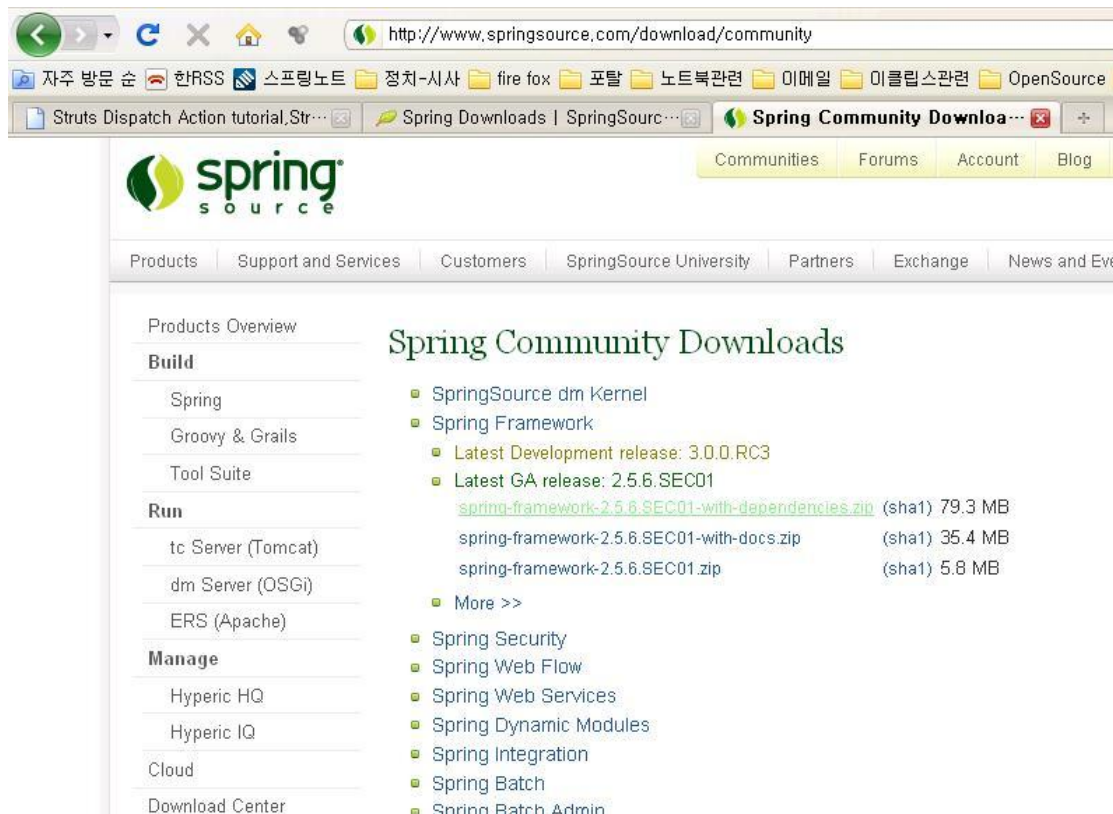 http://www.springsource.com/download/community
자주 방문 순 한RSS 스프링노트 정치-시사 fire fox 포탈 노트북관련 이메일 이클립스관련 OpenSource
Struts Dispatch Action tutorial,Str… Spring Downloads | SpringSourc… Spring Community Downloa…
spring
source
Communities Forums Account Blog
Products Support and Services Customers SpringSource University Partners Exchange News and Eve
Products Overview
Build
Spring
Groovy & Grails
Tool Suite
Run
tc Server (Tomcat)
dm Server (OSGi)
ERS (Apache)
Manage
Hyperic HQ
Hyperic IQ
Cloud
Download Center
Spring Community Downloads
SpringSource dm Kernel
Spring Framework
Latest Development release: 3.0.0.RC3
Latest GA release: 2.5.6.SEC01
spring-framework-2.5.6.SEC01-with-dependencies.zip (sha1) 79.3 MB
spring-framework-2.5.6.SEC01-with-docs.zip (sha1) 35.4 MB
spring-framework-2.5.6.SEC01.zip (sha1) 5.8 MB
More >>
Spring Security
Spring Web Flow
Spring Web Services
Spring Dynamic Modules
Spring Integration
Spring Batch
Spring Batch Admin